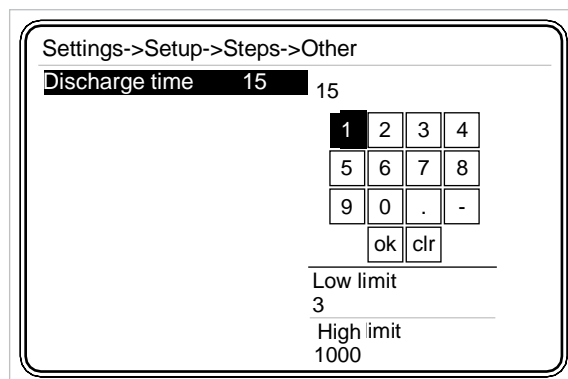 Settings->Setup->Steps->Other
Discharge time 15
15
1 2 3 4
5 6 7 8
9 0 . -
ok clr
Low limit
3
High limit
1000